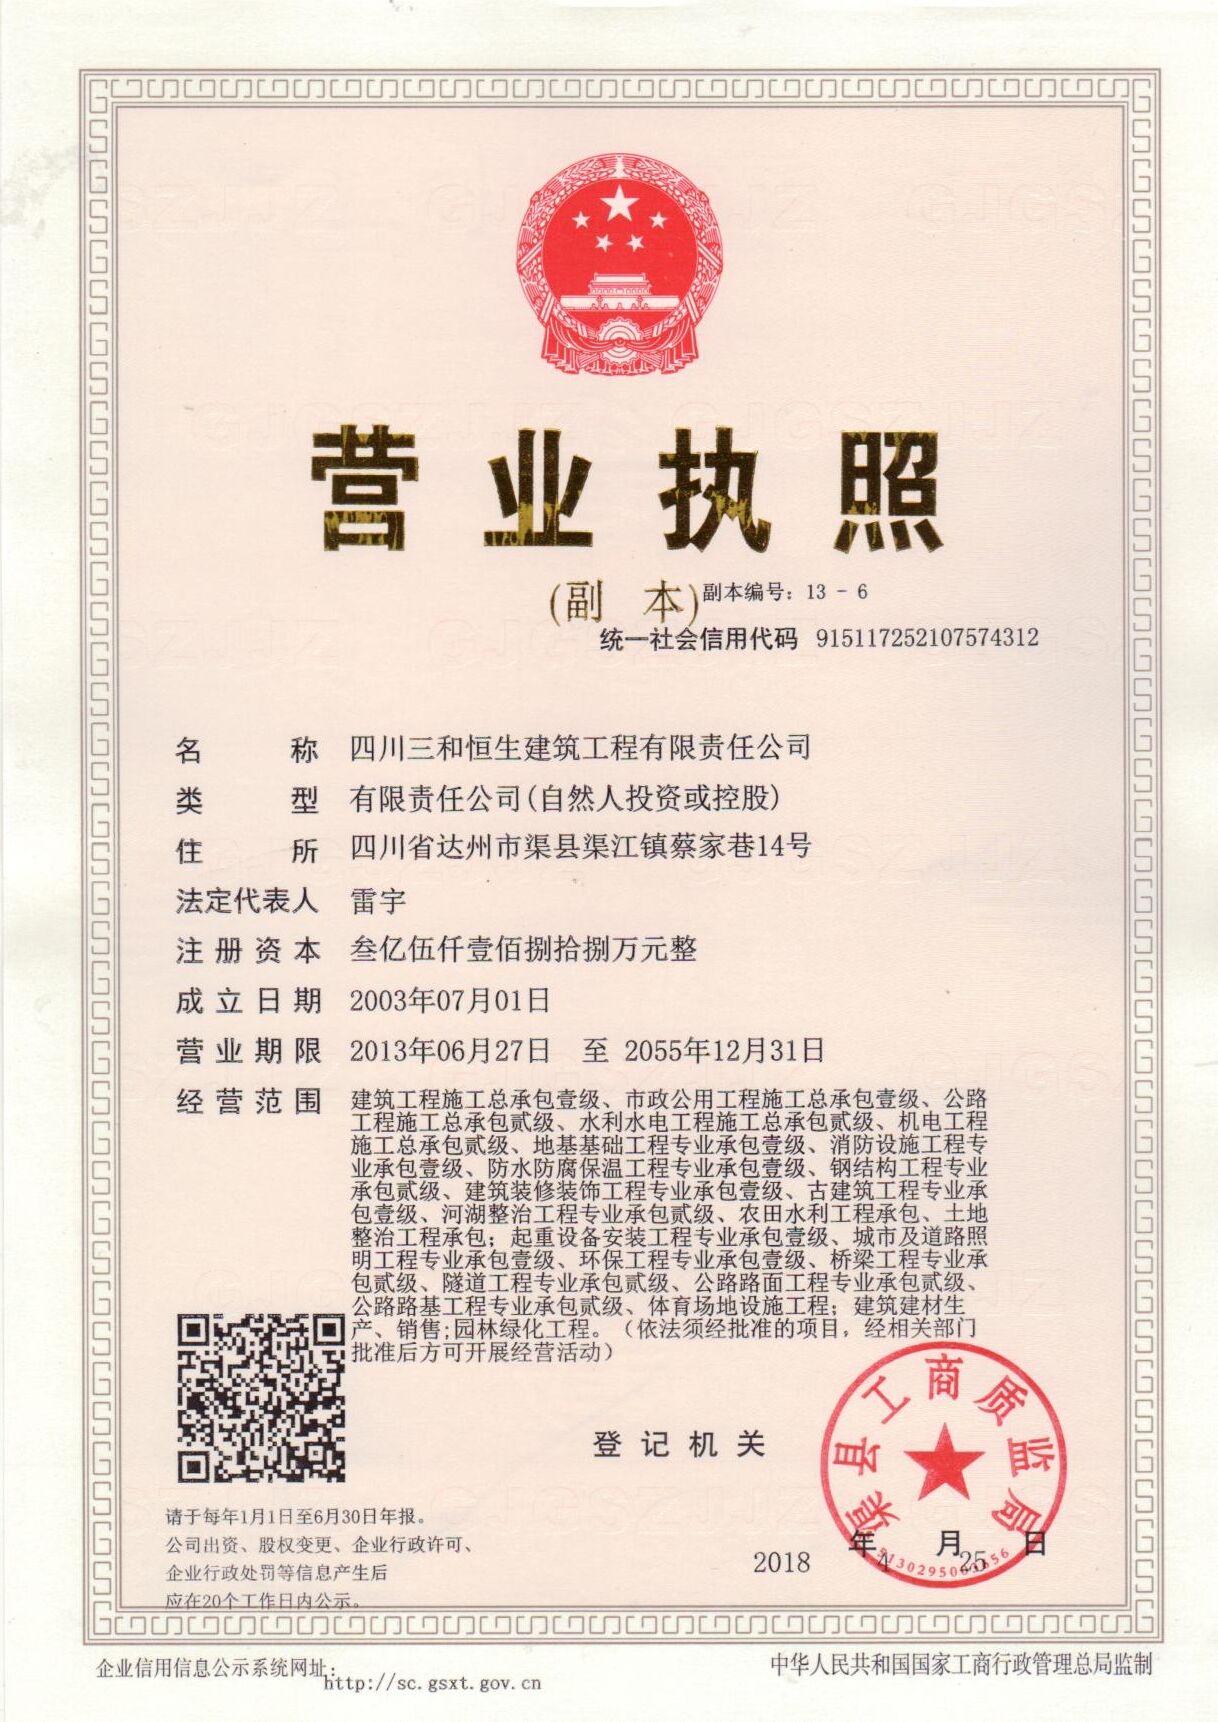 营业执照
(副 本)副本编号：13 - 6
统一社会信用代码 915117252107574312
名 称 四川三和恒生建筑工程有限责任公司
类 型 有限责任公司(自然人投资或控股)
住 所 四川省达州市渠县渠江镇蔡家巷14号
法定代表人 雷宇
注册资本 叁亿伍仟壹佰捌拾捌万元整
成立日期 2003年07月01日
营业期限 2013年06月27日 至 2055年12月31日
经营范围 建筑工程施工总承包壹级、市政公用工程施工总承包壹级、公路
工程施工总承包贰级、水利水电工程施工总承包贰级、机电工程
施工总承包贰级、地基基础工程专业承包壹级、消防设施工程专
业承包壹级、防水防腐保温工程专业承包壹级、钢结构工程专业
承包贰级、建筑装修装饰工程专业承包壹级、古建筑工程专业承
包壹级、河湖整治工程专业承包贰级、农田水利工程承包、土地
整治工程承包；起重设备安装工程专业承包壹级、城市及道路照
明工程专业承包壹级、环保工程专业承包壹级、桥梁工程专业承
包贰级、隧道工程专业承包贰级、公路路面工程专业承包贰级、
公路路基工程专业承包贰级、体育场地设施工程；建筑建材生
产、销售;园林绿化工程。（依法须经批准的项目，经相关部门
批准后方可开展经营活动）
登记机关
渠县工商质监局
2018 年 4 月 25 日
请于每年1月1日至6月30日年报。
公司出资、股权变更、企业行政许可、
企业行政处罚等信息产生后
应在20个工作日内公示。
企业信用信息公示系统网址：
http://sc.gsxt.gov.cn
中华人民共和国国家工商行政管理总局监制